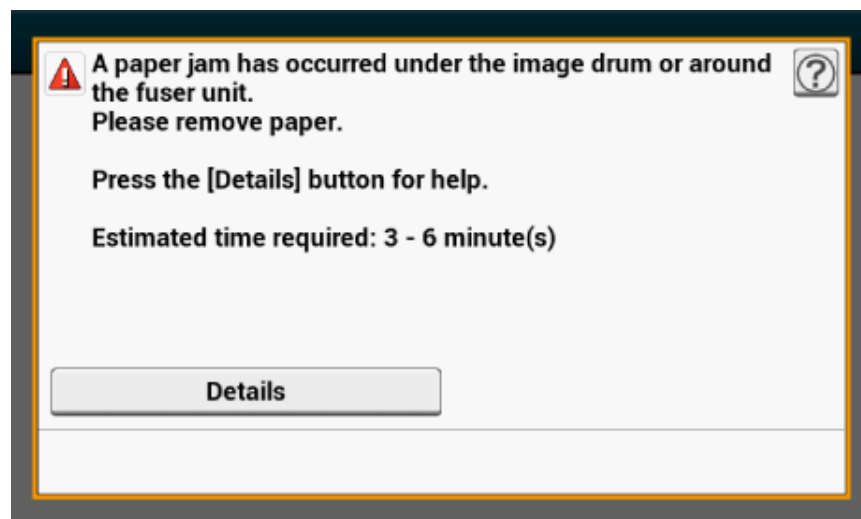 A paper jam has occurred under the image drum or around
the fuser unit.
Please remove paper.
Press the [Details] button for help.
Estimated time required: 3 - 6 minute(s)
Details